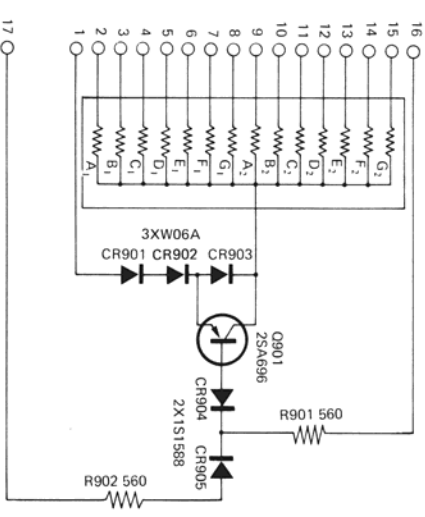 17 1 2 3 4 5 6 7 8 9 10 11 12 13 14 15 16
A1 B1 C1 D1 E1 F1 G1 A2 B2 C2 D2 E2 F2 G2
3XW06A
CR901 CR902 CR903
Q901
2SA696
CR904
2X1S1588
CR905
R901 560
R902 560